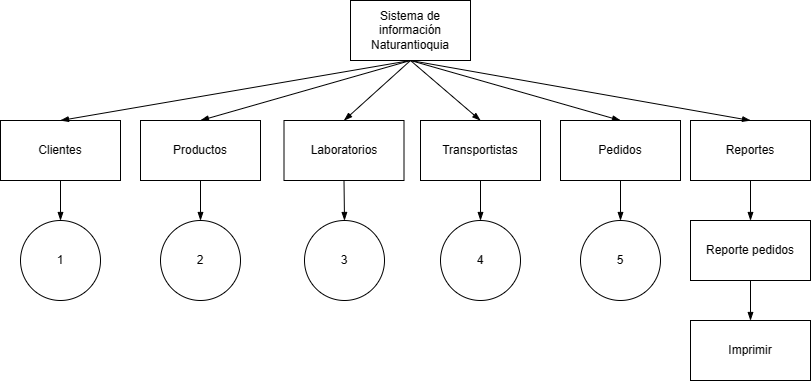 Sistema de
información
Naturantioquia
Clientes
Productos
Laboratorios
Transportistas
Pedidos
Reportes
1
2
3
4
5
Reporte pedidos
Imprimir